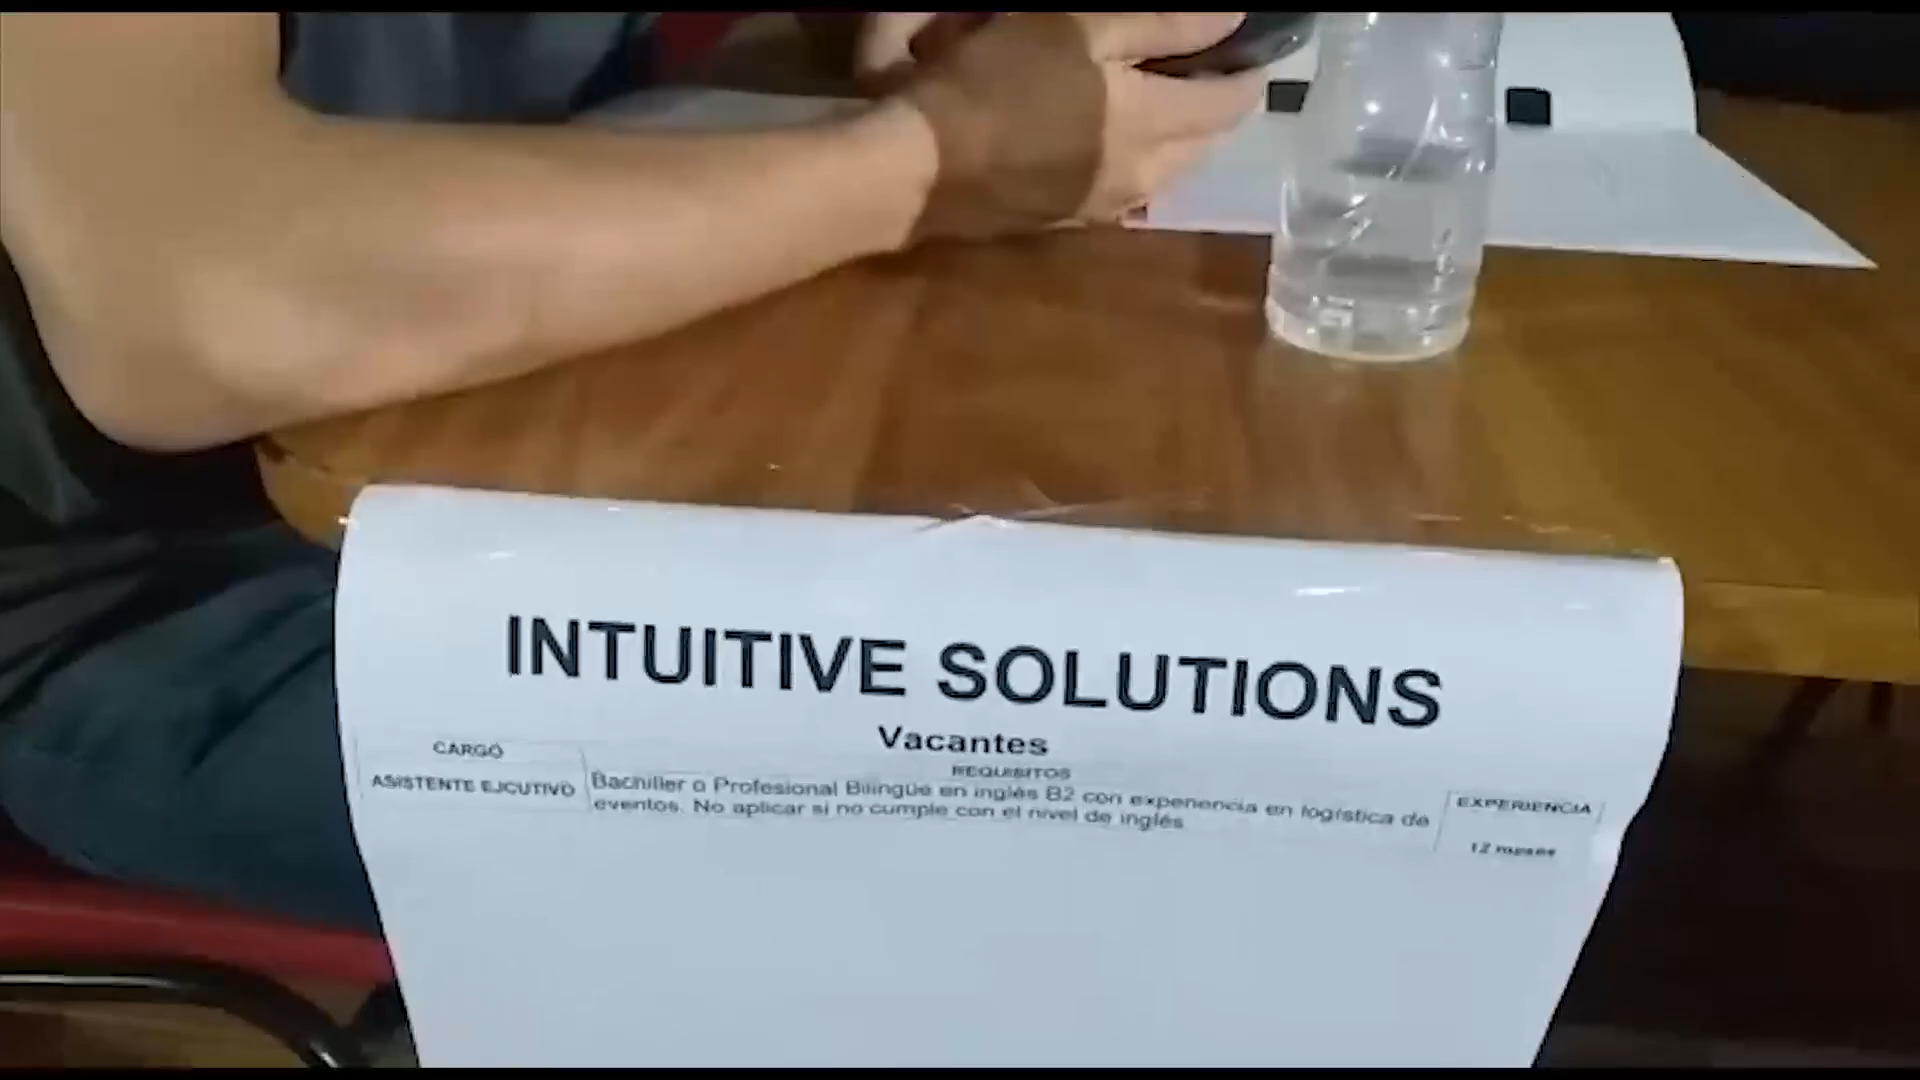 INTUITIVE SOLUTIONS
Vacantes
CARGO
REQUISITOS
EXPERIENCIA
ASISTENTE EJCUTIVO
Bachiller o Profesional Bilingüe en inglés B2 con experiencia en logística de
eventos. No aplicar si no cumple con el nivel de inglés
12 meses